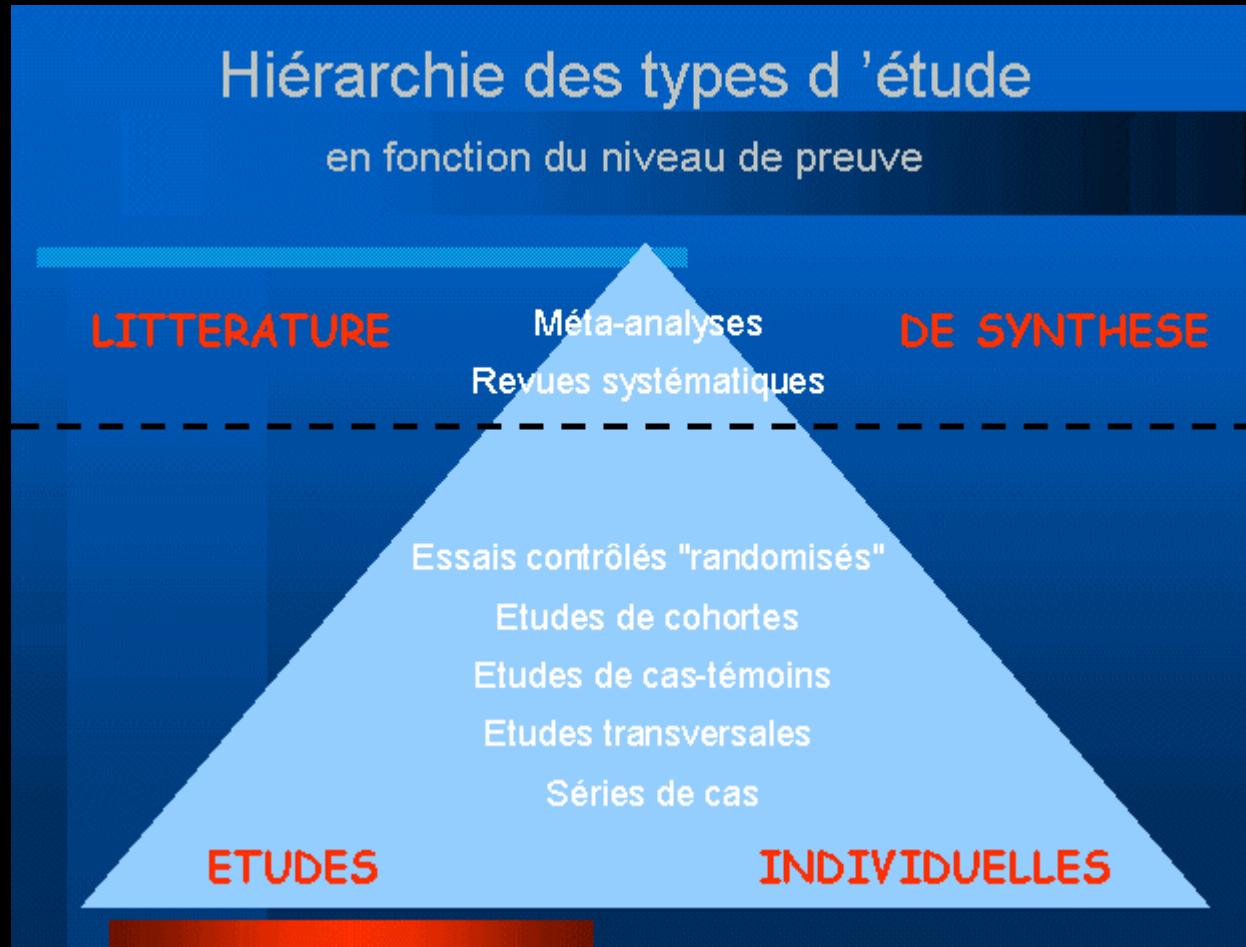 Hiérarchie des types d ’étude
en fonction du niveau de preuve
LITTERATURE Méta-analyses DE SYNTHESE
Revues systématiques
Essais contrôlés "randomisés"
Etudes de cohortes
Etudes de cas-témoins
Etudes transversales
Séries de cas
ETUDES INDIVIDUELLES